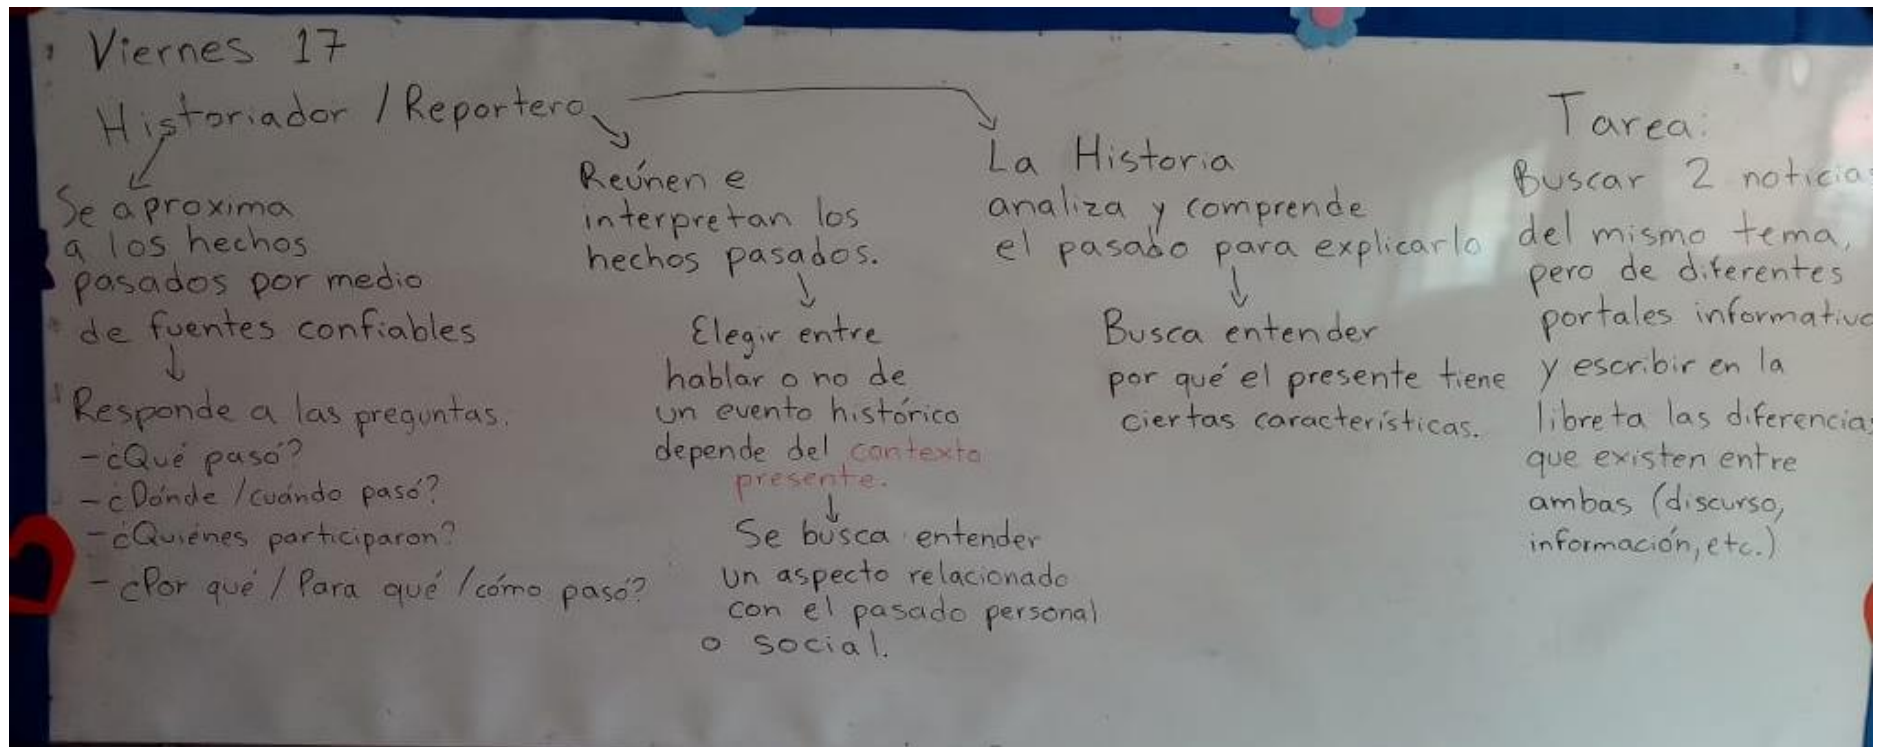 Viernes 17
Historiador / Reportero
Se aproxima
a los hechos
pasados por medio
de fuentes confiables
Responde a las preguntas.
- ¿Qué pasó?
- ¿Dónde / cuándo pasó?
- ¿Quiénes participaron?
- ¿Por qué / Para qué / cómo pasó?
Reúnen e
interpretan los
hechos pasados.
Elegir entre
hablar o no de
un evento histórico
depende del contexto
presente.
Se busca entender
un aspecto relacionado
con el pasado personal
o social.
La Historia
analiza y comprende
el pasado para explicarlo
Busca entender
por qué el presente tiene
ciertas características.
Tarea:
Buscar 2 noticias
del mismo tema,
pero de diferentes
portales informativo
y escribir en la
libreta las diferencias
que existen entre
ambas (discurso,
información, etc.)